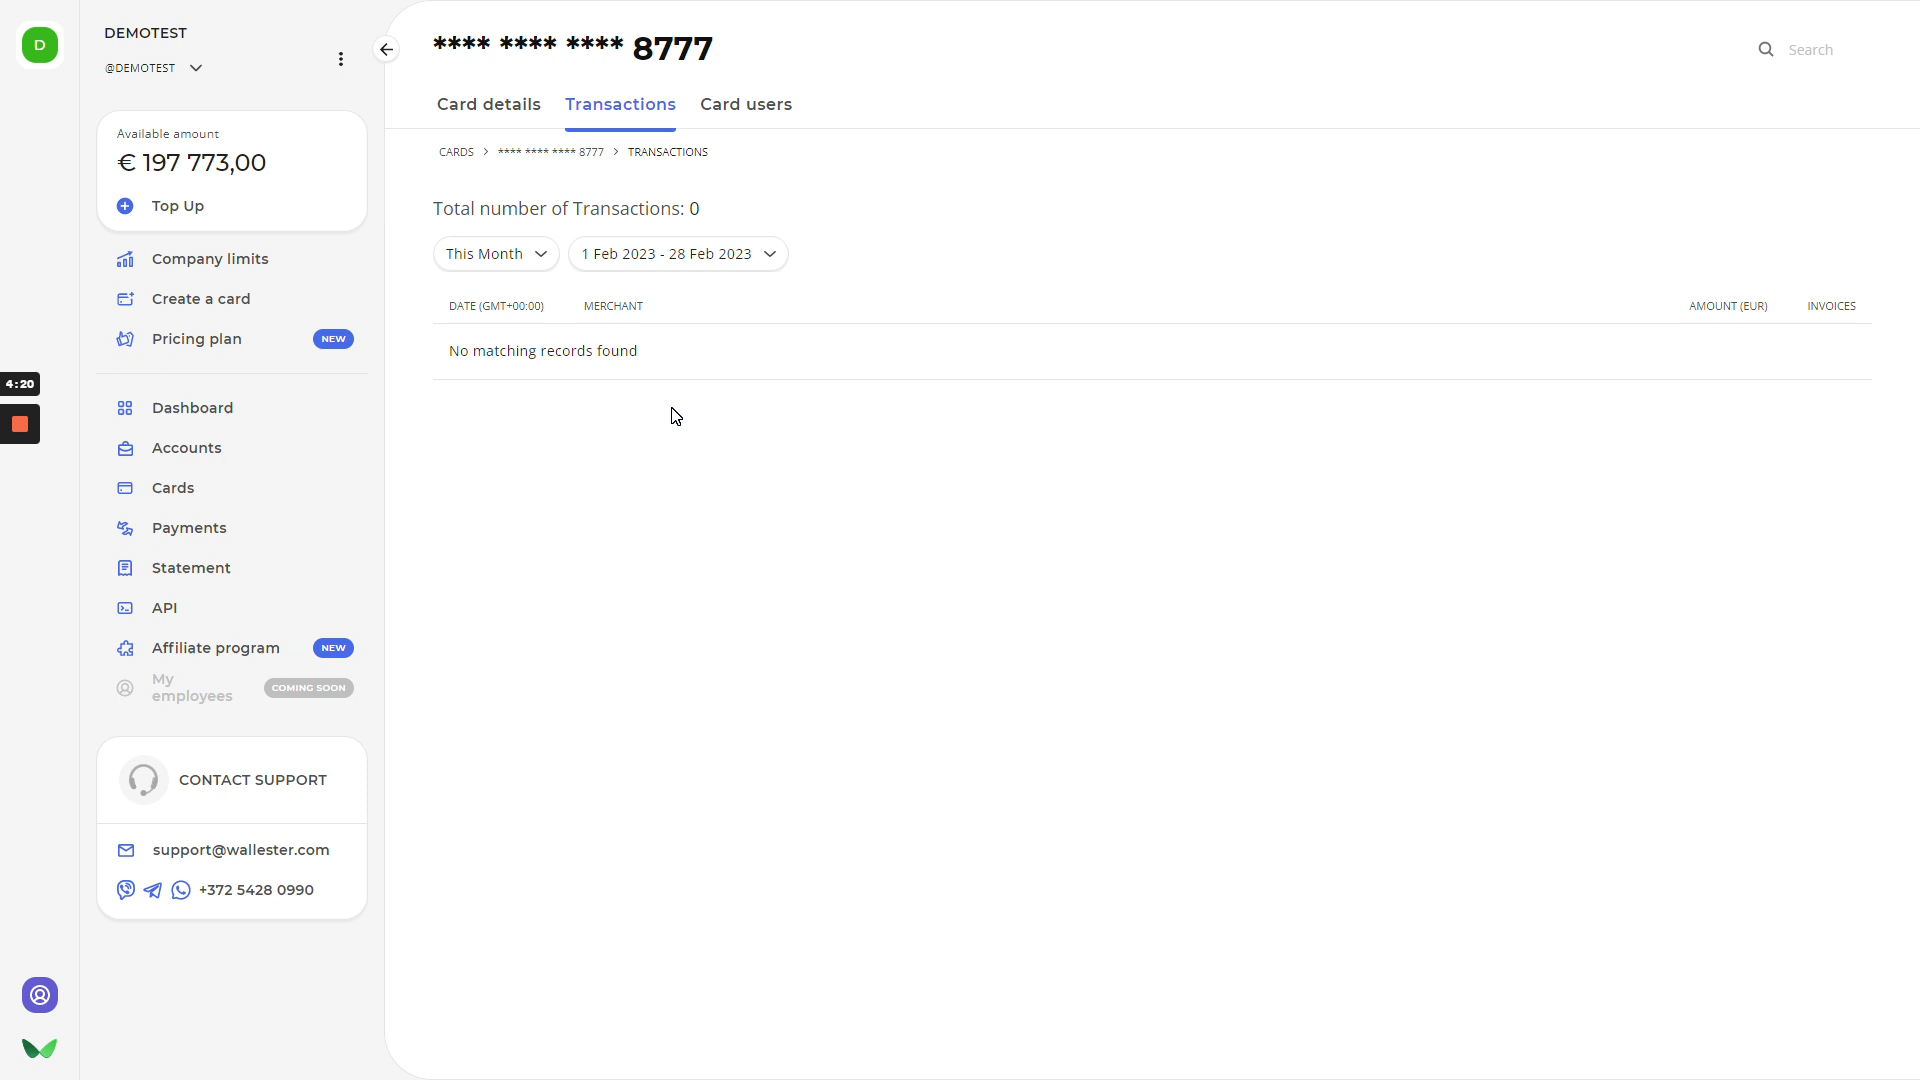 D
DEMOTEST
@DEMOTEST
Available amount
€ 197 773,00
Top Up
Company limits
Create a card
Pricing plan NEW
4:20
Dashboard
Accounts
Cards
Payments
Statement
API
Affiliate program NEW
My employees COMING SOON
CONTACT SUPPORT
support@wallester.com
+372 5428 0990
**** **** **** 8777
Search
Card details Transactions Card users
CARDS > **** **** **** 8777 > TRANSACTIONS
Total number of Transactions: 0
This Month 1 Feb 2023 - 28 Feb 2023
DATE (GMT+00:00) MERCHANT AMOUNT (EUR) INVOICES
No matching records found